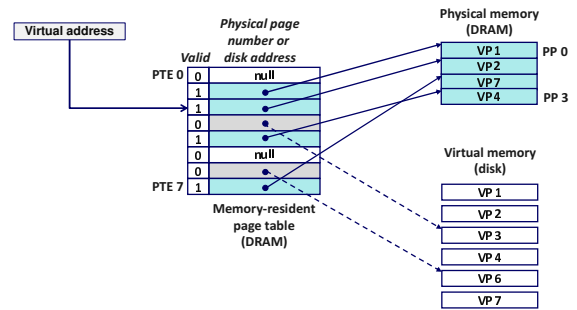 Virtual address
Physical page
number or
disk address
Valid
PTE 0
0
null
1
1
0
1
0
null
0
PTE 7
1
Memory-resident
page table
(DRAM)
Physical memory
(DRAM)
VP 1
PP 0
VP 2
VP 7
VP 4
PP 3
Virtual memory
(disk)
VP 1
VP 2
VP 3
VP 4
VP 6
VP 7